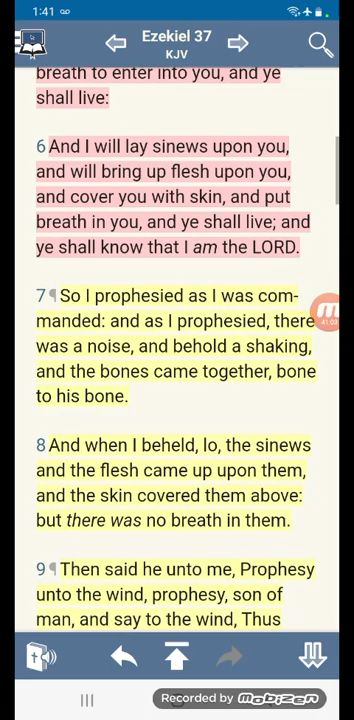 1:41
Ezekiel 37
KJV
breath to enter into you, and ye
shall live:
6 And I will lay sinews upon you,
and will bring up flesh upon you,
and cover you with skin, and put
breath in you, and ye shall live; and
ye shall know that I am the LORD.
7 ¶ So I prophesied as I was com-
manded: and as I prophesied, there
was a noise, and behold a shaking,
and the bones came together, bone
to his bone.
41:03
8 And when I beheld, lo, the sinews
and the flesh came up upon them,
and the skin covered them above:
but there was no breath in them.
9 ¶ Then said he unto me, Prophesy
unto the wind, prophesy, son of
man, and say to the wind, Thus
Recorded by mobizen